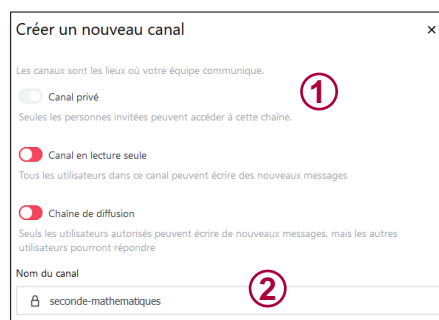 Créer un nouveau canal
×
Les canaux sont les lieux où votre équipe communique.
1
Canal privé
Seules les personnes invitées peuvent accéder à cette chaîne.
Canal en lecture seule
Tous les utilisateurs dans ce canal peuvent écrire des nouveaux messages
Chaîne de diffusion
Seuls les utilisateurs autorisés peuvent écrire de nouveaux messages, mais les autres
utilisateurs pourront répondre
Nom du canal
2
seconde-mathematiques